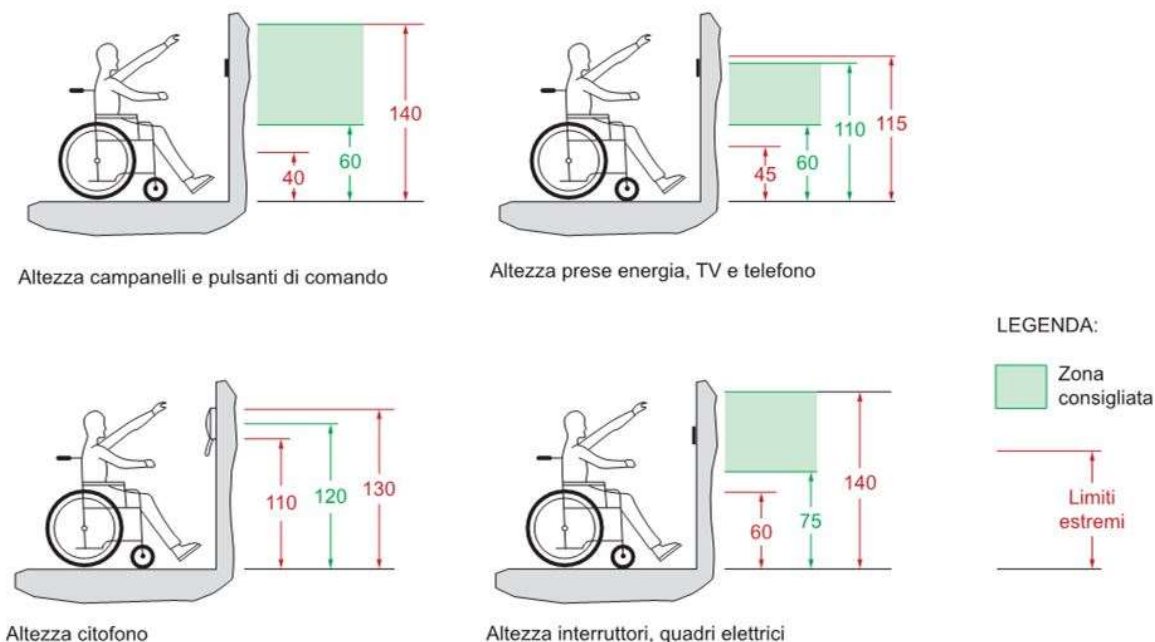 140
60
40
Altezza campanelli e pulsanti di comando
115
110
60
45
Altezza prese energia, TV e telefono
LEGENDA:
Zona
consigliata
Limiti
estremi
110
120
130
Altezza citofono
140
75
60
Altezza interruttori, quadri elettrici